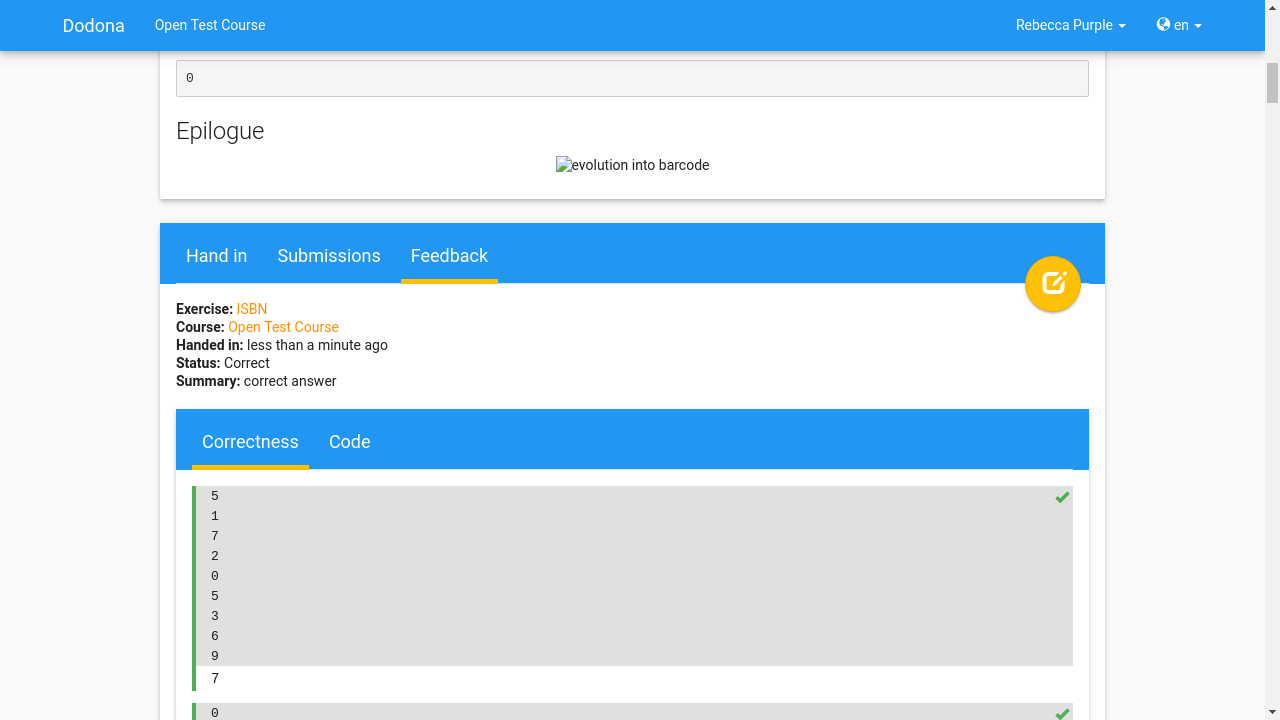 Dodona Open Test Course Rebecca Purple en
0
Epilogue
evolution into barcode
Hand in Submissions Feedback
Exercise: ISBN
Course: Open Test Course
Handed in: less than a minute ago
Status: Correct
Summary: correct answer
Correctness Code
5
1
7
2
0
5
3
6
9
7
0